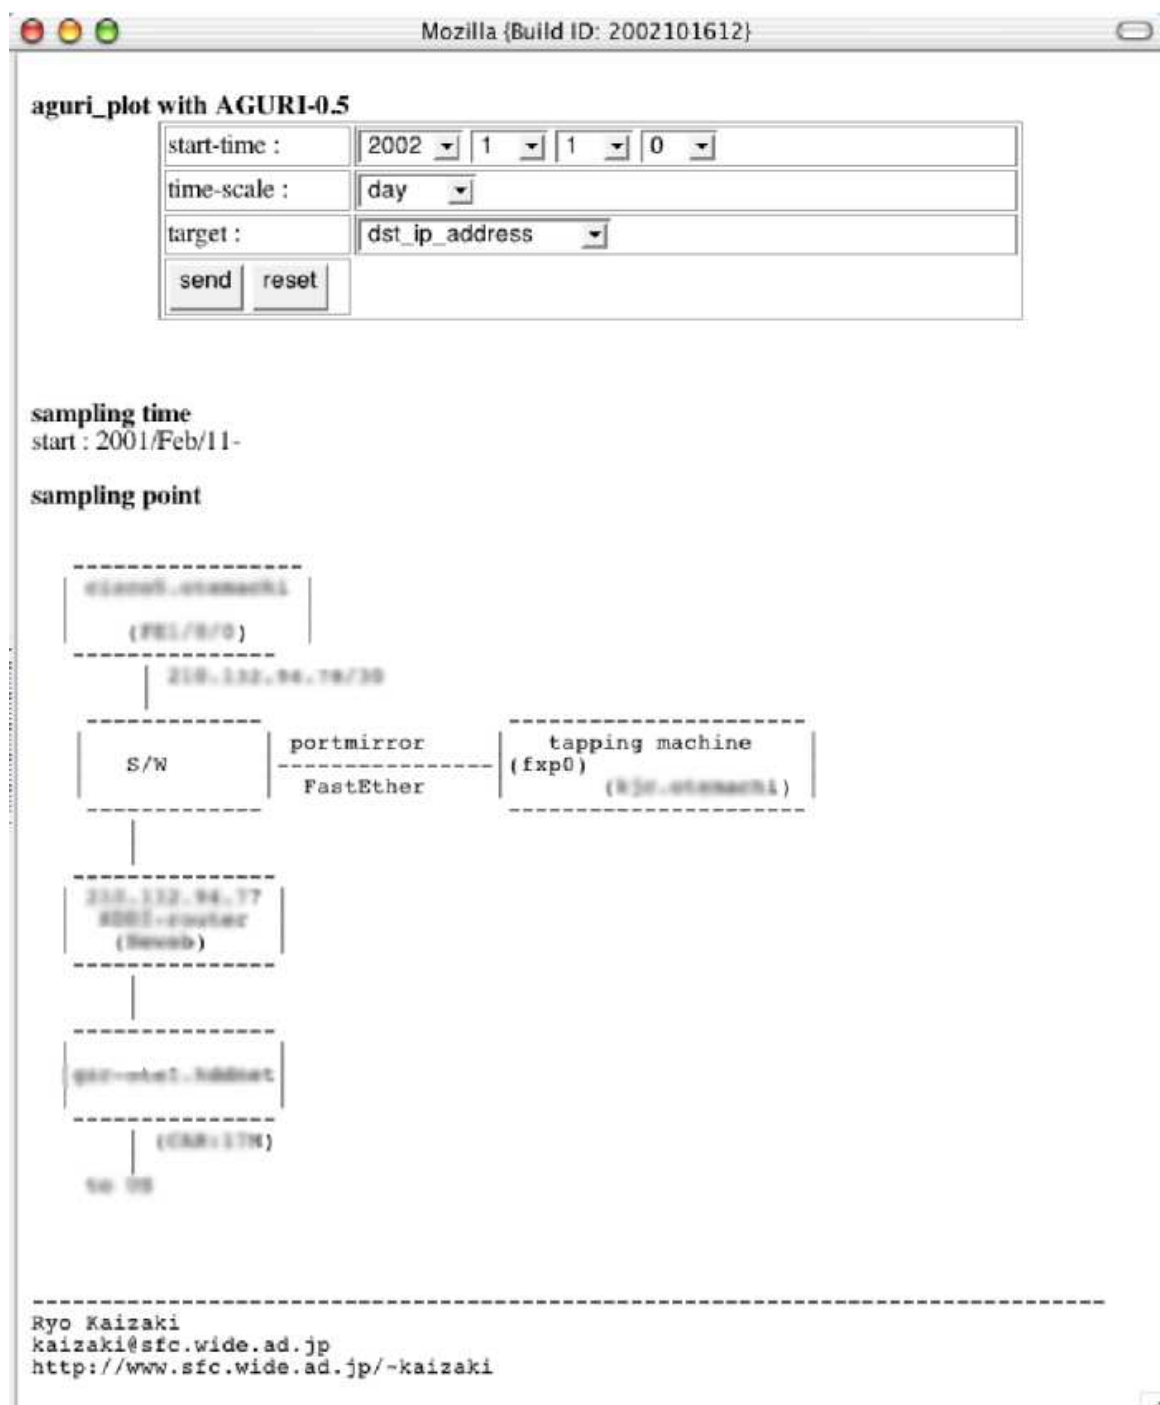 Mozilla {Build ID: 2002101612}
aguri_plot with AGURI-0.5
start-time : 2002 1 1 0
time-scale : day
target : dst_ip_address
send reset
sampling time
start : 2001/Feb/11-
sampling point
portmirror
tapping machine
S/W
(fxp0)
FastEther
Ryo Kaizaki
kaizaki@sfc.wide.ad.jp
http://www.sfc.wide.ad.jp/~kaizaki